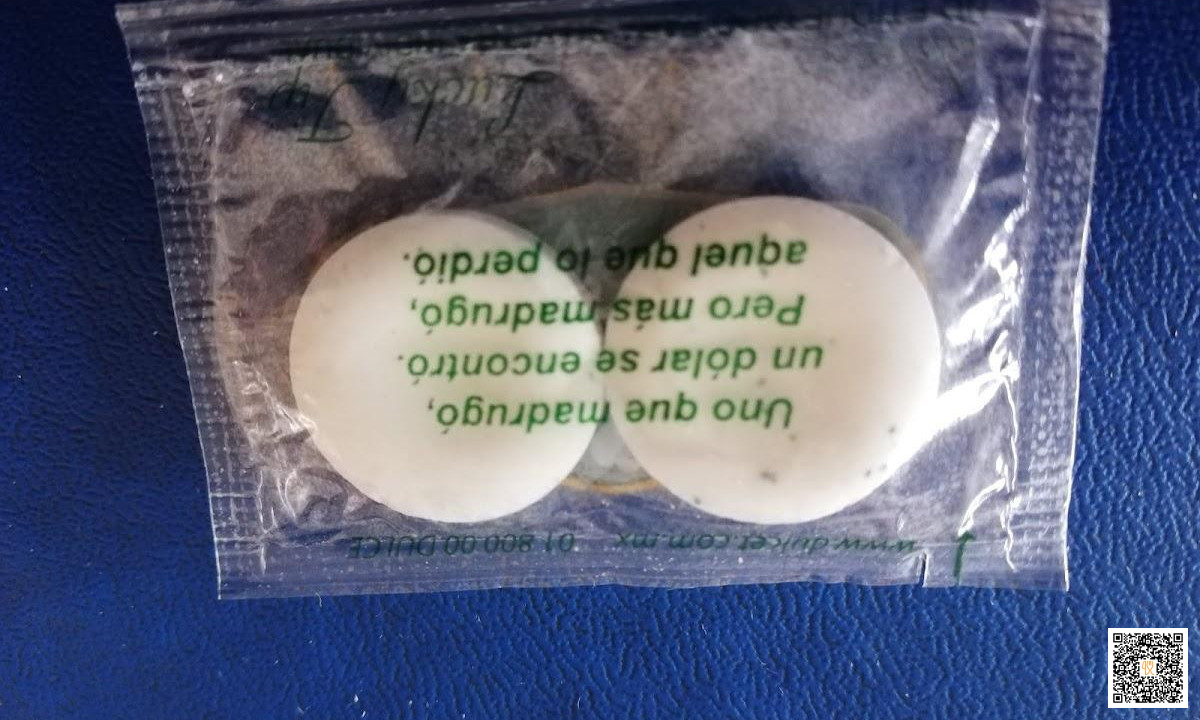 www.dulcet.com.mx 01 800 00 DULCE
Uno que madrugó,
un dólar se encontró.
Pero más madrugó,
aquel que lo perdió.
Lucky